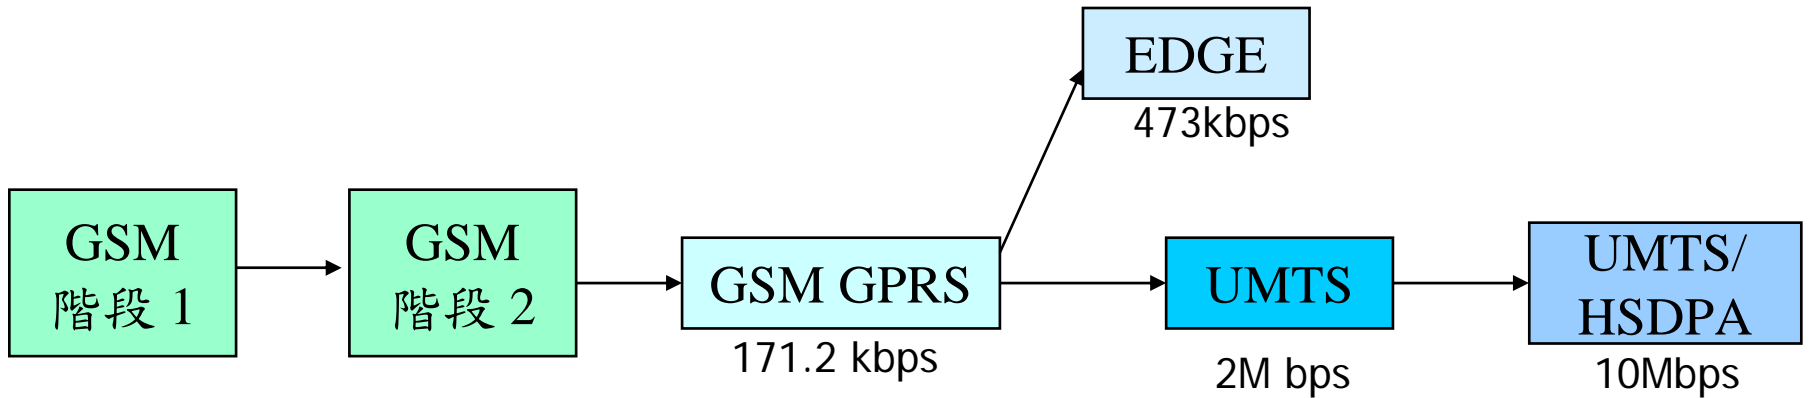 EDGE
473kbps
GSM
階段 1
GSM
階段 2
GSM GPRS
171.2 kbps
UMTS
2M bps
UMTS/
HSDPA
10Mbps